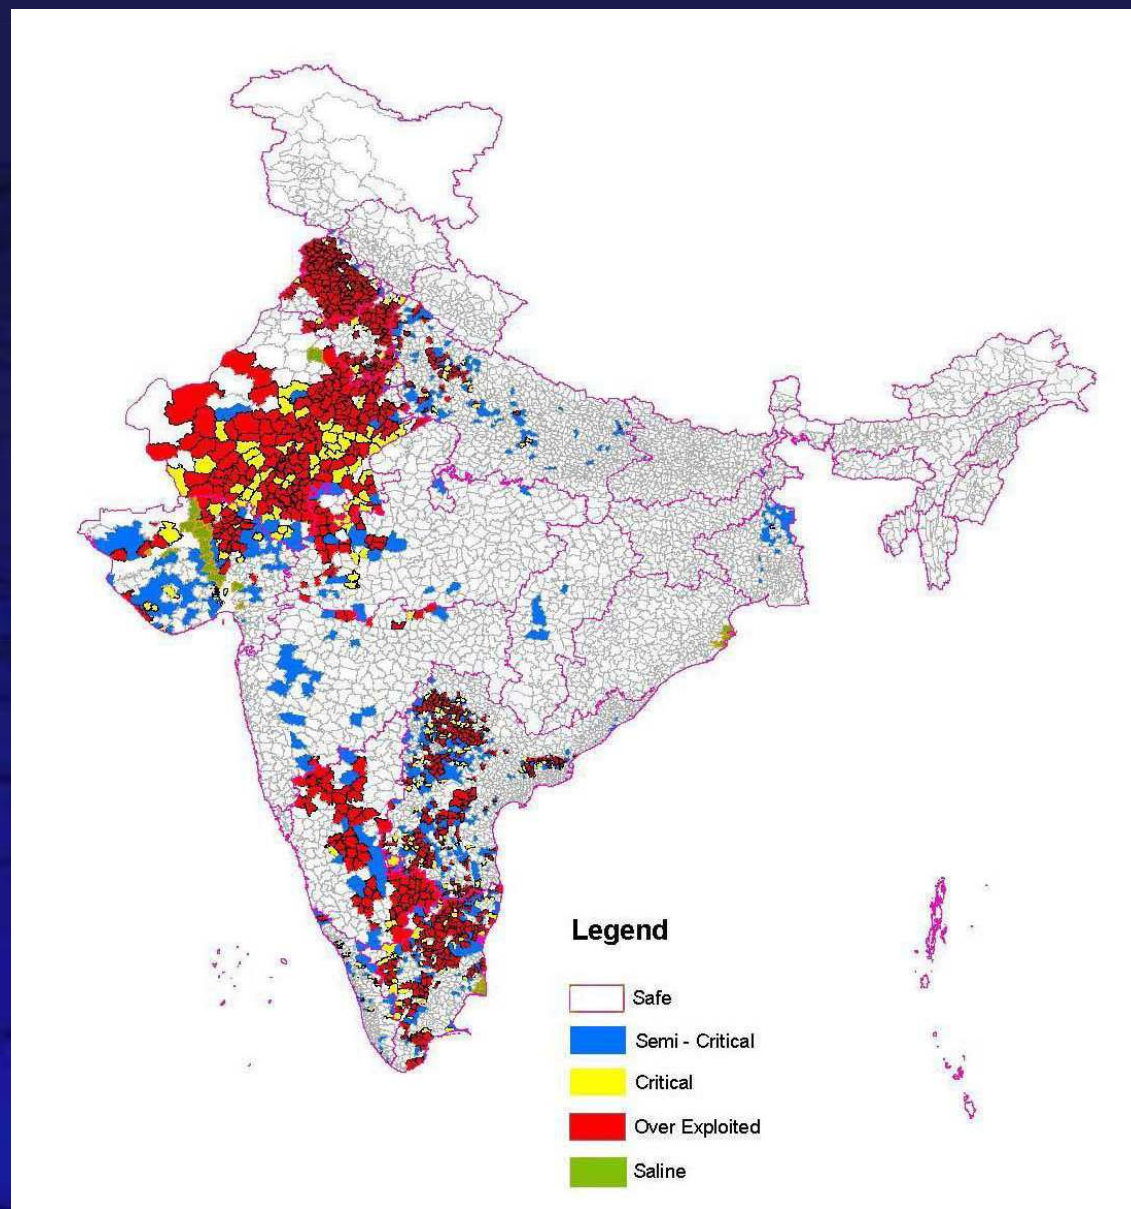 Legend
Safe
Semi - Critical
Critical
Over Exploited
Saline